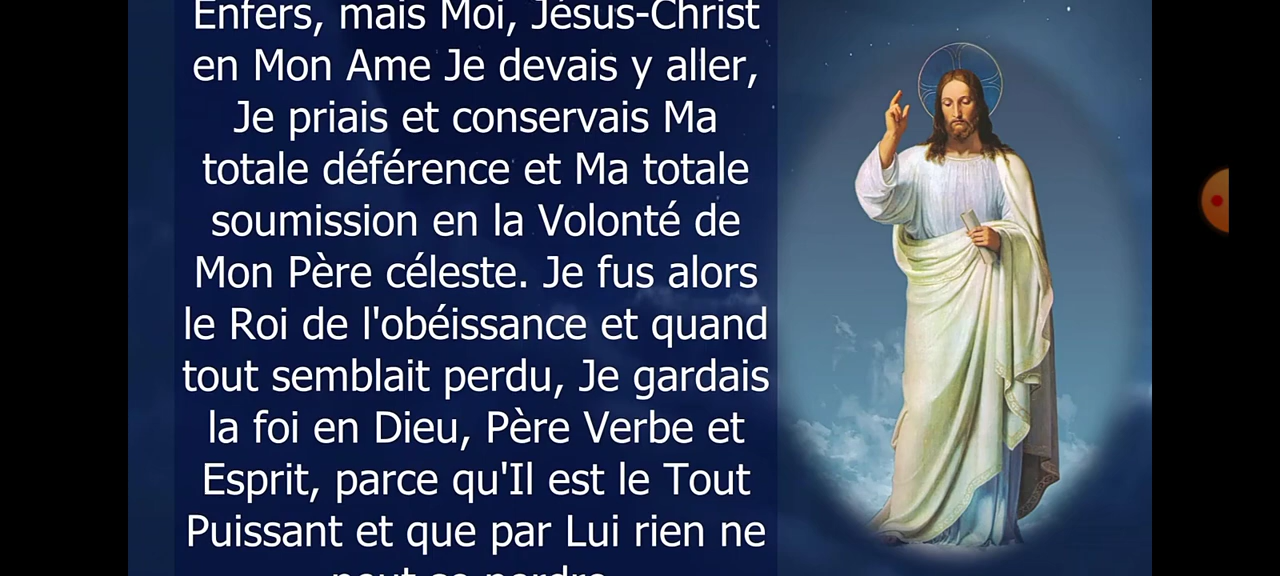 Enfers, mais Moi, Jésus-Christ
en Mon Ame Je devais y aller,
Je priais et conservais Ma
totale déférence et Ma totale
soumission en la Volonté de
Mon Père céleste. Je fus alors
le Roi de l'obéissance et quand
tout semblait perdu, Je gardais
la foi en Dieu, Père Verbe et
Esprit, parce qu'Il est le Tout
Puissant et que par Lui rien ne
peut se perdre